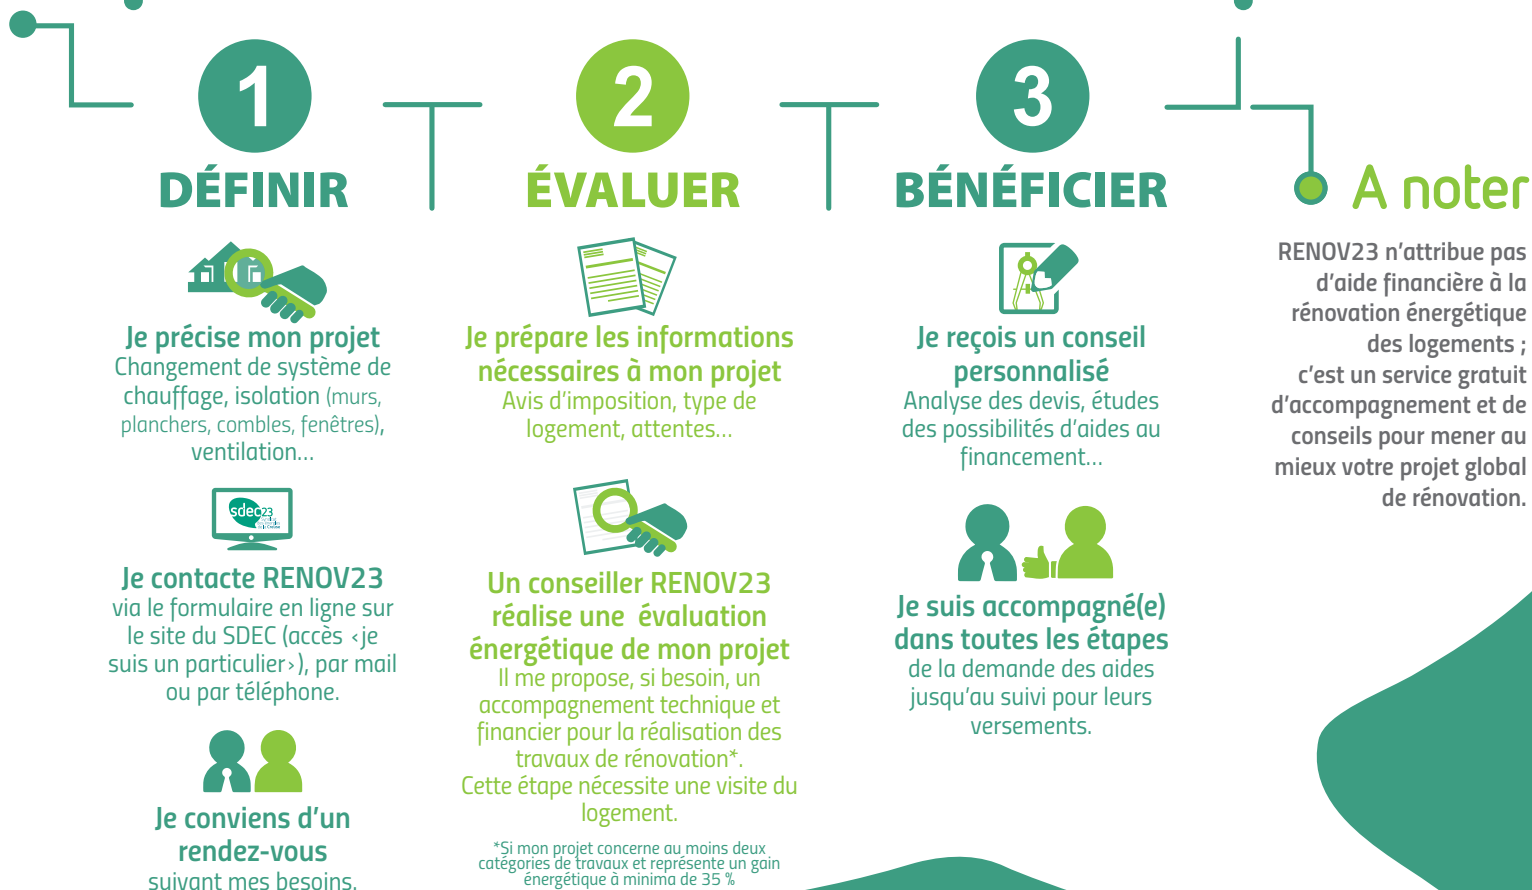 1
DÉFINIR
Je précise mon projet
Changement de système de
chauffage, isolation (murs,
planchers, combles, fenêtres),
ventilation...
sdec23
Je contacte RENOV23
via le formulaire en ligne sur
le site du SDEC (accès ‹je
suis un particulier›), par mail
ou par téléphone.
Je conviens d'un
rendez-vous
suivant mes besoins.
2
ÉVALUER
Je prépare les informations
nécessaires à mon projet
Avis d'imposition, type de
logement, attentes...
Un conseiller RENOV23
réalise une évaluation
énergétique de mon projet
Il me propose, si besoin, un
accompagnement technique et
financier pour la réalisation des
travaux de rénovation*.
Cette étape nécessite une visite du
logement.
*Si mon projet concerne au moins deux
catégories de travaux et représente un gain
énergétique à minima de 35 %
3
BÉNÉFICIER
Je reçois un conseil
personnalisé
Analyse des devis, études
des possibilités d'aides au
financement...
Je suis accompagné(e)
dans toutes les étapes
de la demande des aides
jusqu'au suivi pour leurs
versements.
A noter
RENOV23 n'attribue pas
d'aide financière à la
rénovation énergétique
des logements ;
c'est un service gratuit
d'accompagnement et de
conseils pour mener au
mieux votre projet global
de rénovation.